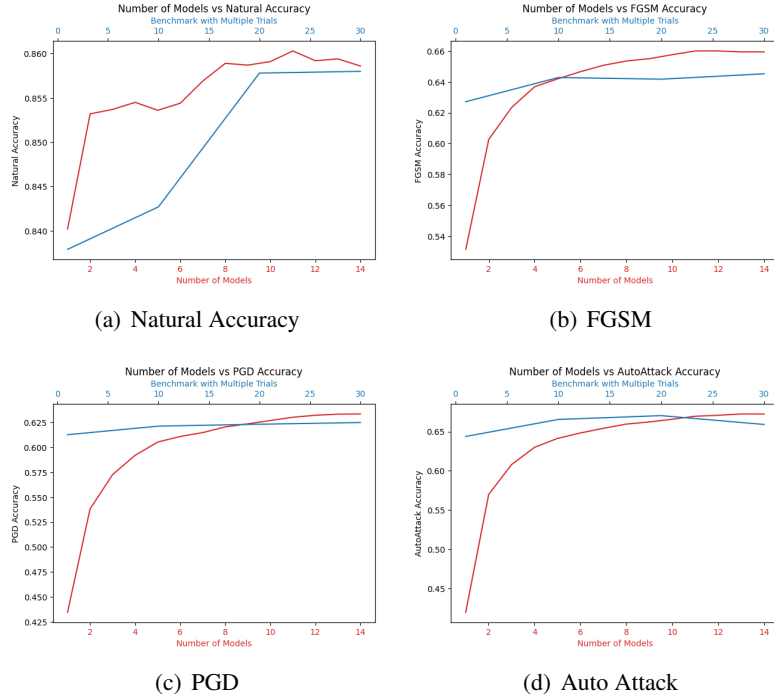 Number of Models vs Natural Accuracy
Benchmark with Multiple Trials
0 5 10 15 20 25 30
0.860
0.855
0.850
0.845
0.840
Natural Accuracy
2 4 6 8 10 12 14
Number of Models
(a) Natural Accuracy
Number of Models vs FGSM Accuracy
Benchmark with Multiple Trials
0 5 10 15 20 25 30
0.66
0.64
0.62
0.60
0.58
0.56
0.54
FGSM Accuracy
2 4 6 8 10 12 14
Number of Models
(b) FGSM
Number of Models vs PGD Accuracy
Benchmark with Multiple Trials
0 5 10 15 20 25 30
0.625
0.600
0.575
0.550
0.525
0.500
0.475
0.450
0.425
PGD Accuracy
2 4 6 8 10 12 14
Number of Models
(c) PGD
Number of Models vs AutoAttack Accuracy
Benchmark with Multiple Trials
0 5 10 15 20 25 30
0.65
0.60
0.55
0.50
0.45
AutoAttack Accuracy
2 4 6 8 10 12 14
Number of Models
(d) Auto Attack